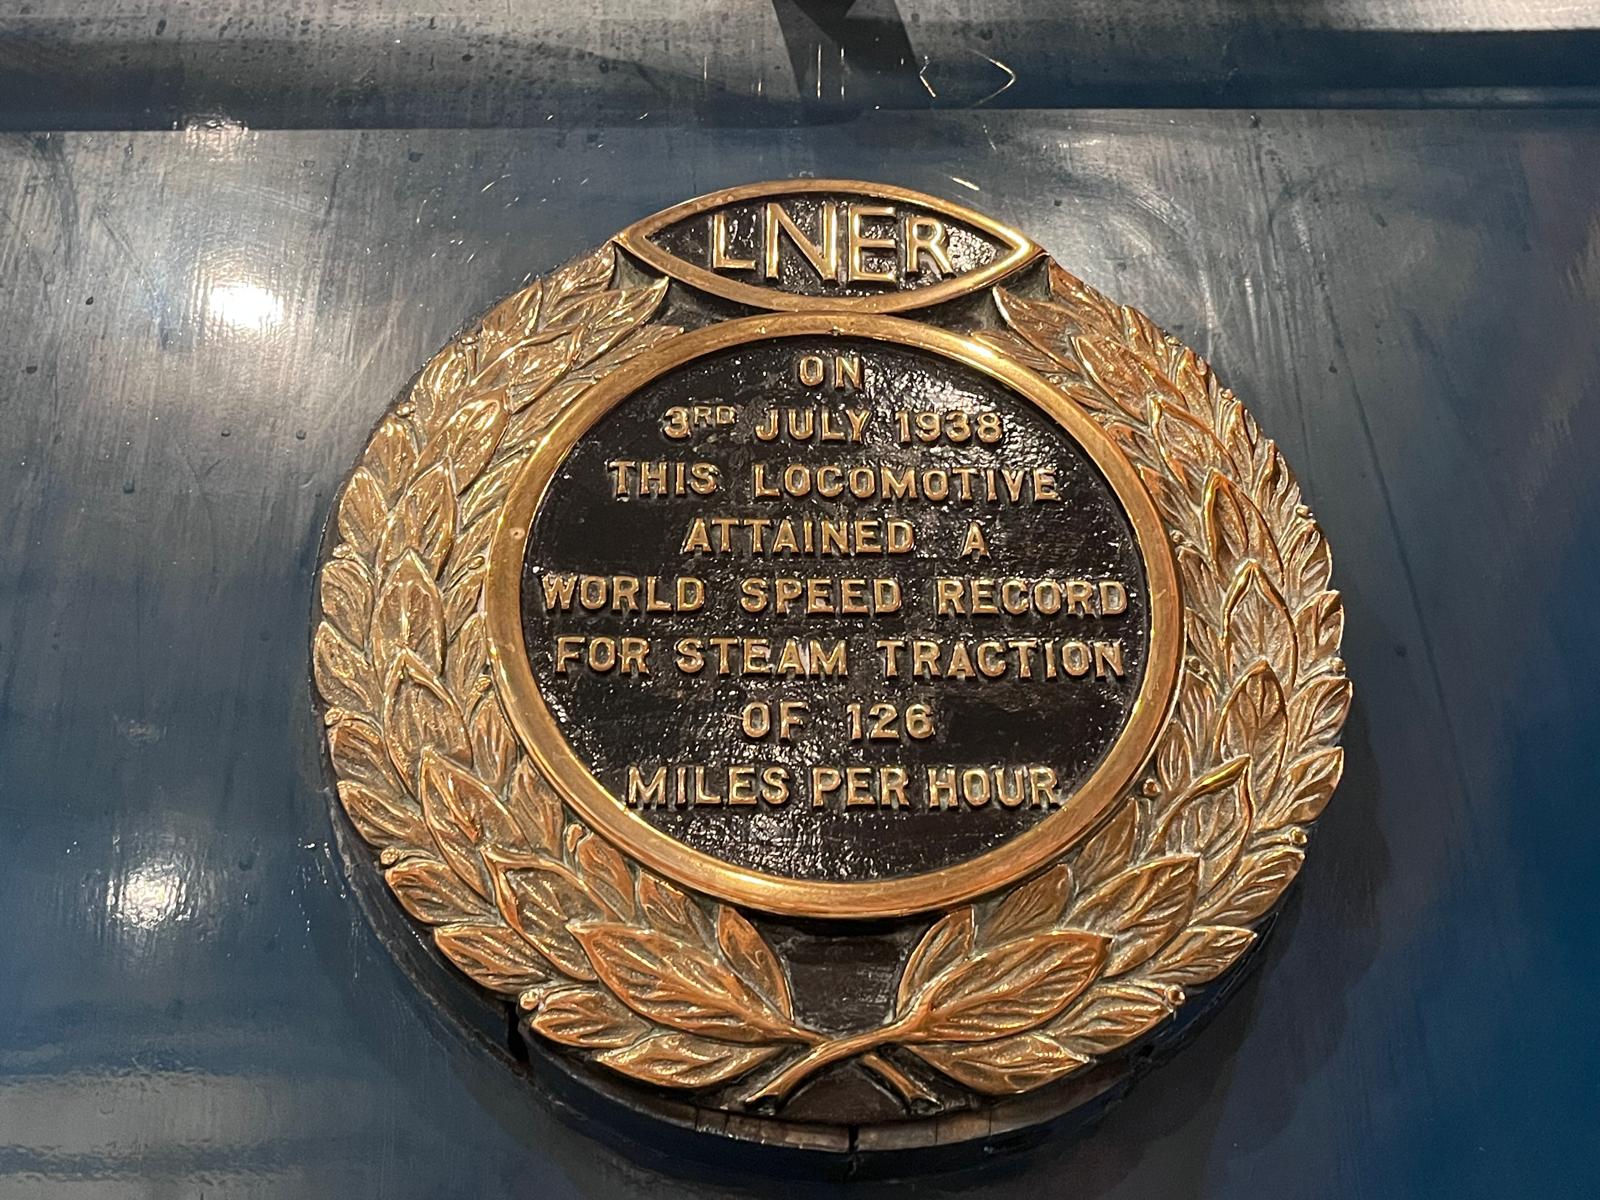 LNER
ON
3RD JULY 1938
THIS LOCOMOTIVE
ATTAINED A
WORLD SPEED RECORD
FOR STEAM TRACTION
OF 126
MILES PER HOUR